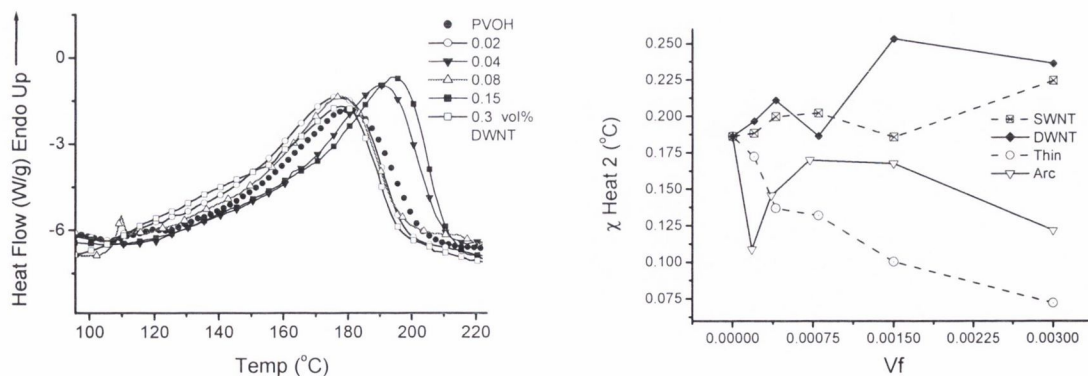 Heat Flow (W/g) Endo Up
0
-3
-6
100 120 140 160 180 200 220
Temp (°C)
PVOH
0.02
0.04
0.08
0.15
0.3 vol%
DWNT
χ Heat 2 (°C)
0.250
0.225
0.200
0.175
0.150
0.125
0.100
0.075
0.00000 0.00075 0.00150 0.00225 0.00300
Vf
SWNT
DWNT
Thin
Arc